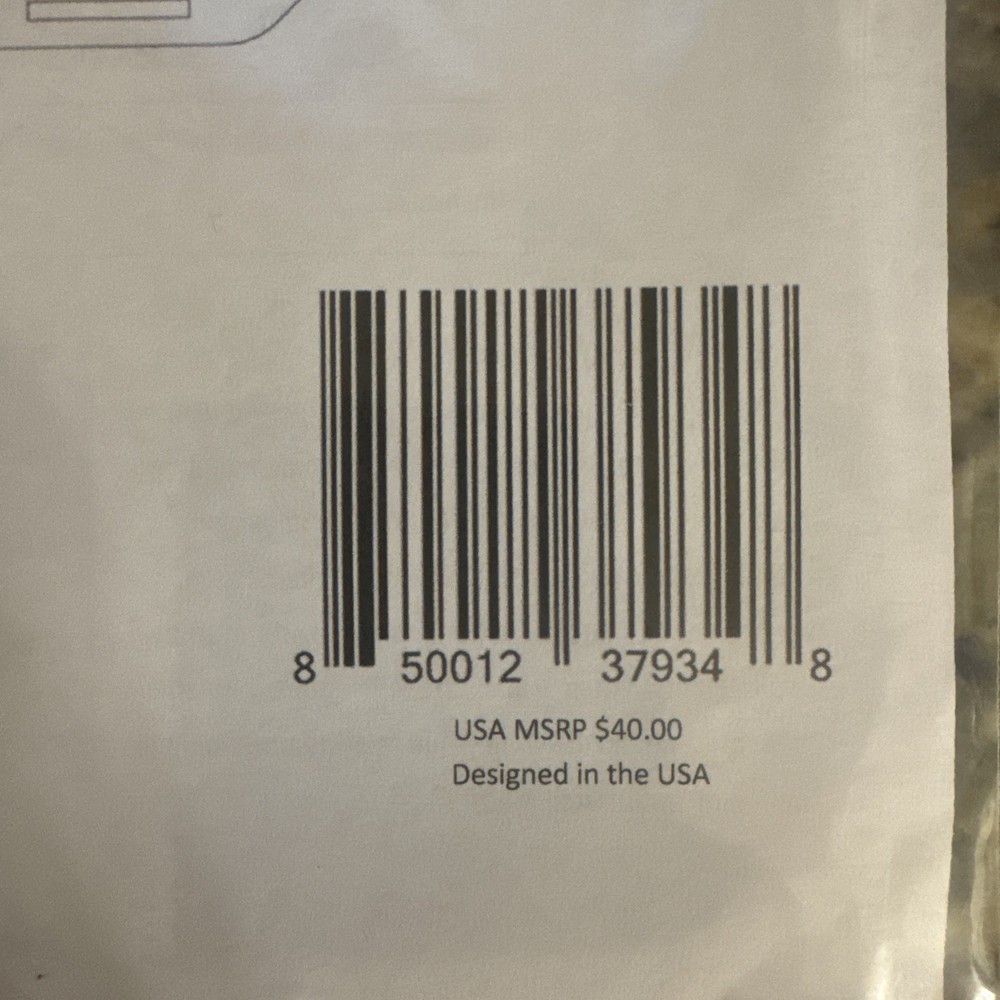 8 50012 37934 8
USA MSRP $40.00
Designed in the USA